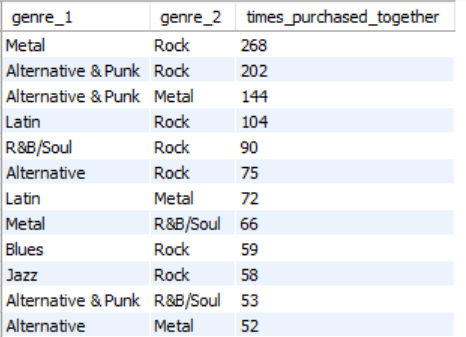 genre_1 genre_2 times_purchased_together
Metal Rock 268
Alternative & Punk Rock 202
Alternative & Punk Metal 144
Latin Rock 104
R&B/Soul Rock 90
Alternative Rock 75
Latin Metal 72
Metal R&B/Soul 66
Blues Rock 59
Jazz Rock 58
Alternative & Punk R&B/Soul 53
Alternative Metal 52